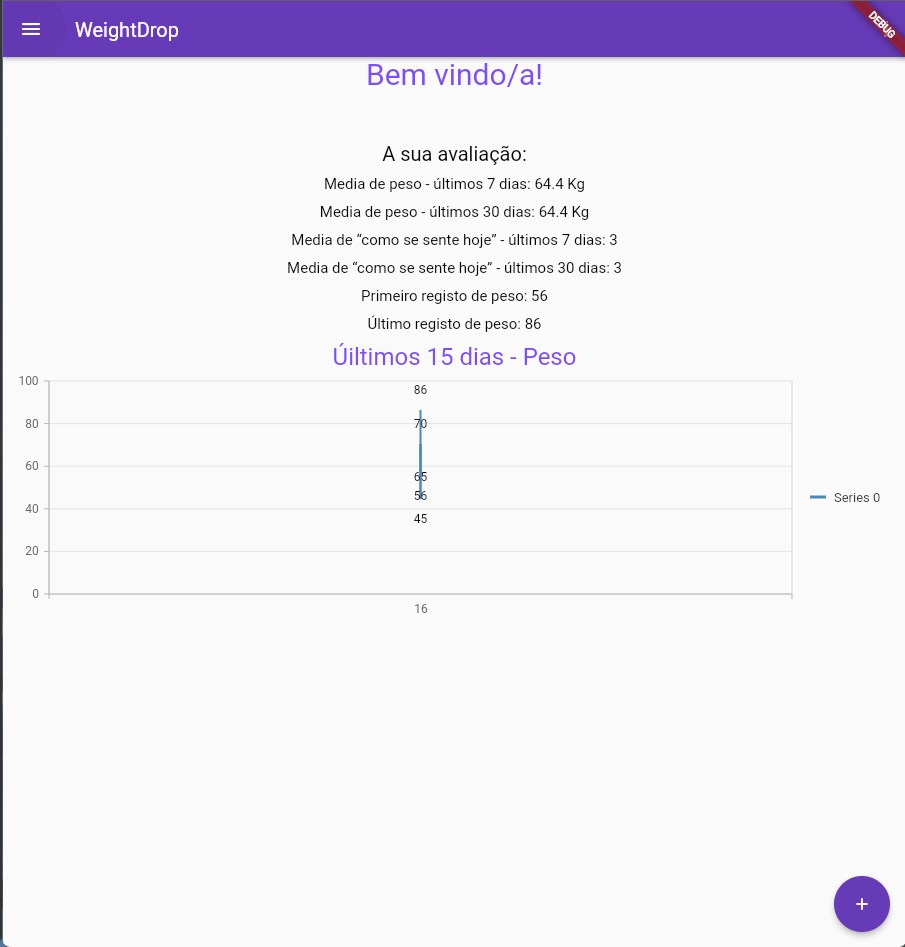 WeightDrop
DEBUG
Bem vindo/a!
A sua avaliação:
Media de peso - últimos 7 dias: 64.4 Kg
Media de peso - últimos 30 dias: 64.4 Kg
Media de “como se sente hoje” - últimos 7 dias: 3
Media de “como se sente hoje” - últimos 30 dias: 3
Primeiro registo de peso: 56
Último registo de peso: 86
Úiltimos 15 dias - Peso
100
86
80
70
60
65
56
40
45
20
0
16
Series 0